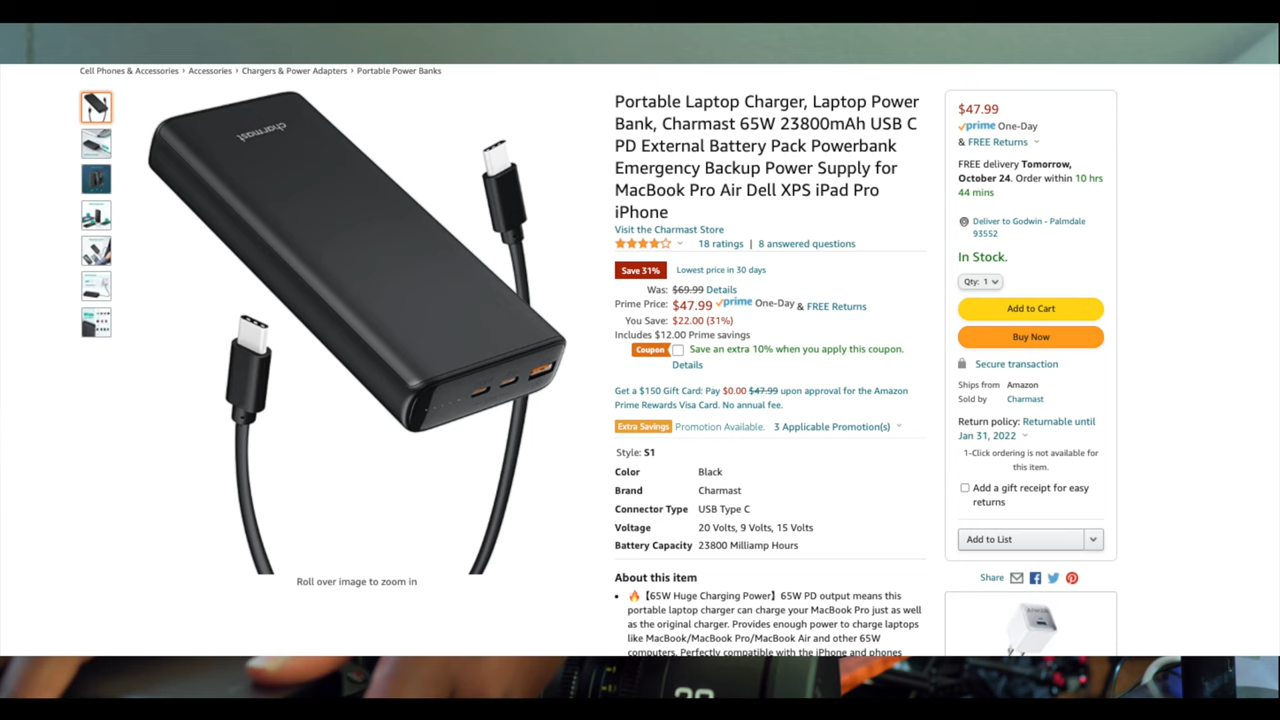 Cell Phones & Accessories › Accessories › Chargers & Power Adapters › Portable Power Banks
charmast
Roll over image to zoom in
Portable Laptop Charger, Laptop Power
Bank, Charmast 65W 23800mAh USB C
PD External Battery Pack Powerbank
Emergency Backup Power Supply for
MacBook Pro Air Dell XPS iPad Pro
iPhone
Visit the Charmast Store
18 ratings | 8 answered questions
Save 31% Lowest price in 30 days
Was: $69.99 Details
Prime Price: $47.99 prime One-Day & FREE Returns
You Save: $22.00 (31%)
Includes $12.00 Prime savings
Coupon Save an extra 10% when you apply this coupon.
Details
Get a $150 Gift Card: Pay $0.00 $47.99 upon approval for the Amazon
Prime Rewards Visa Card. No annual fee.
Extra Savings Promotion Available. 3 Applicable Promotion(s)
Style: S1
Color Black
Brand Charmast
Connector Type USB Type C
Voltage 20 Volts, 9 Volts, 15 Volts
Battery Capacity 23800 Milliamp Hours
About this item
• 🔥【65W Huge Charging Power】65W PD output means this
portable laptop charger can charge your MacBook Pro just as well
as the original charger. Provides enough power to charge laptops
like MacBook/MacBook Pro/MacBook Air and other 65W
computers. Perfectly compatible with the iPhone and phones
$47.99
prime One-Day
& FREE Returns
FREE delivery Tomorrow,
October 24. Order within 10 hrs
44 mins
Deliver to Godwin - Palmdale
93552
In Stock.
Qty: 1
Add to Cart
Buy Now
Secure transaction
Ships from Amazon
Sold by Charmast
Return policy: Returnable until
Jan 31, 2022
1-Click ordering is not available for
this item.
Add a gift receipt for easy
returns
Add to List
Share